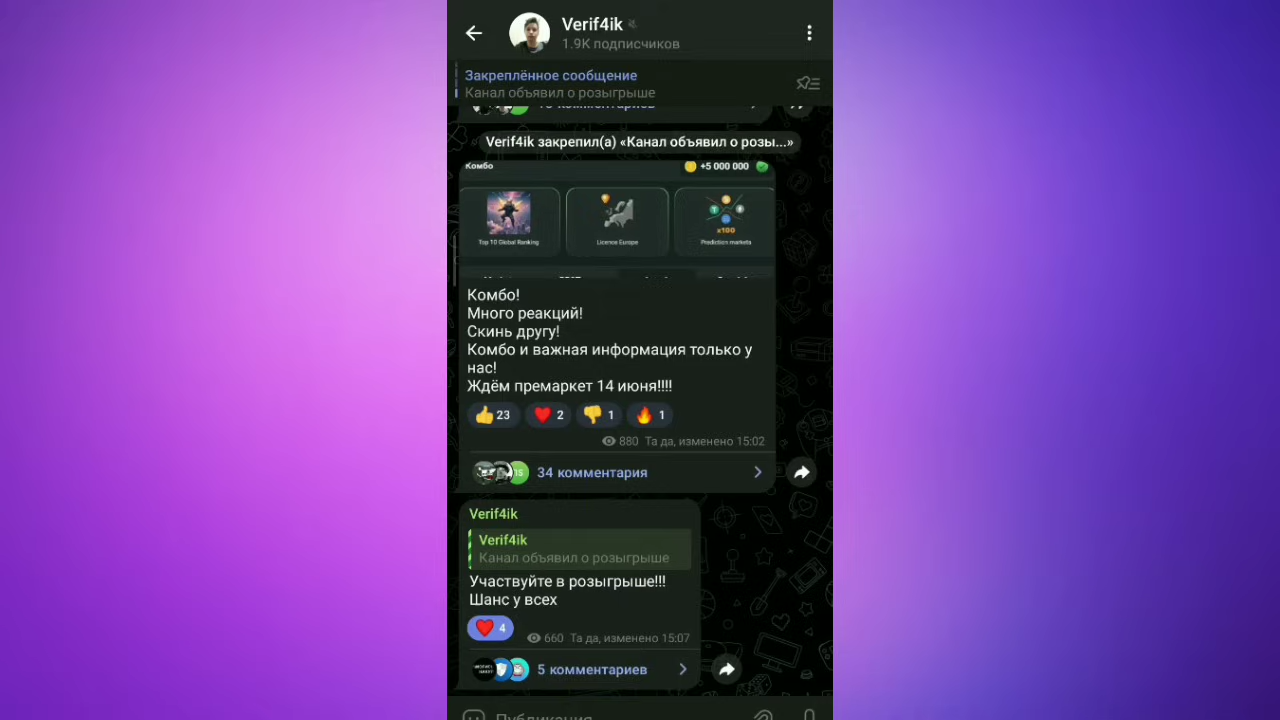 Verif4ik
1.9K подписчиков
Закреплённое сообщение
Канал объявил о розыгрыше
комментариев
Verif4ik закрепил(а) «Канал объявил о розы...»
Комбо
+5 000 000
x100
Top 10 Global Ranking
Licence Europe
Prediction markets
Комбо!
Много реакций!
Скинь другу!
Комбо и важная информация только у
нас!
Ждём премаркет 14 июня!!!!
23
2
1
1
880 Та да, изменено 15:02
15
34 комментария
Verif4ik
Verif4ik
Канал объявил о розыгрыше
Участвуйте в розыгрыше!!!
Шанс у всех
4
660 Та да, изменено 15:07
5 комментариев
Публикация